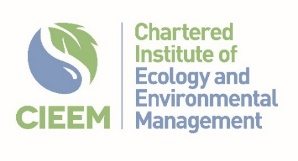 CIEEM
Chartered
Institute of
Ecology and
Environmental
Management